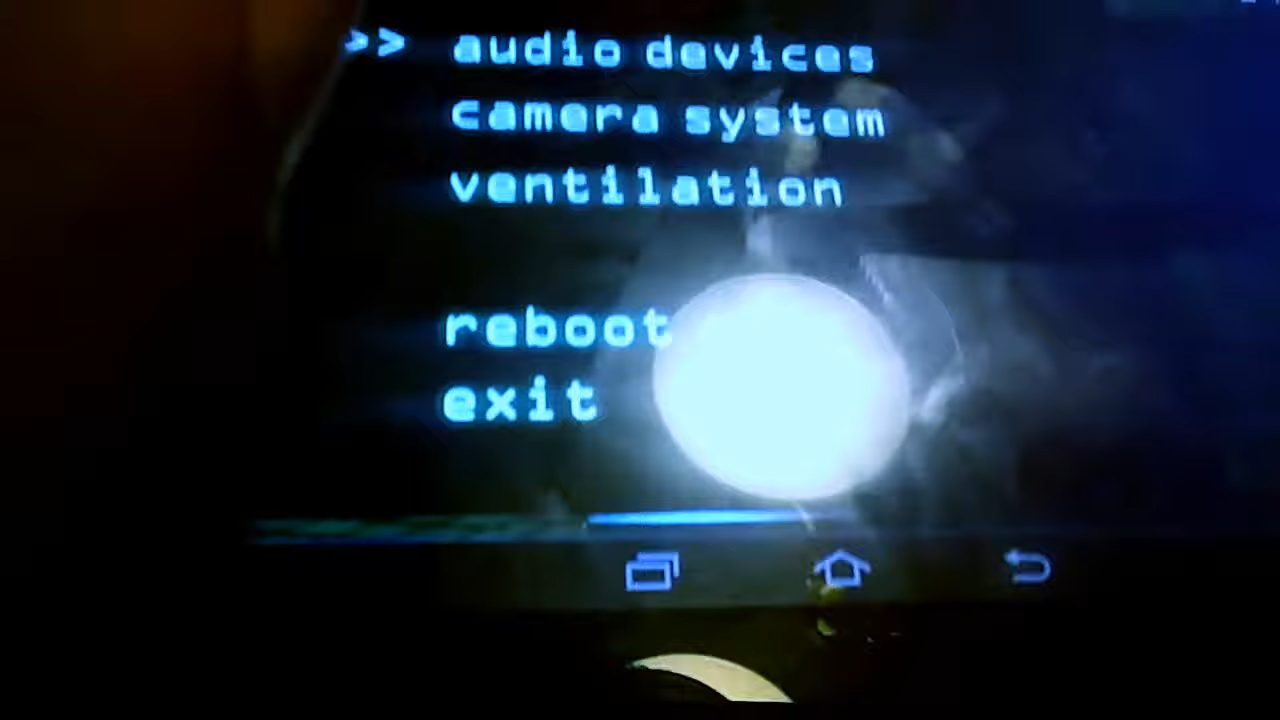 >> audio devices
camera system
ventilation
reboot
exit